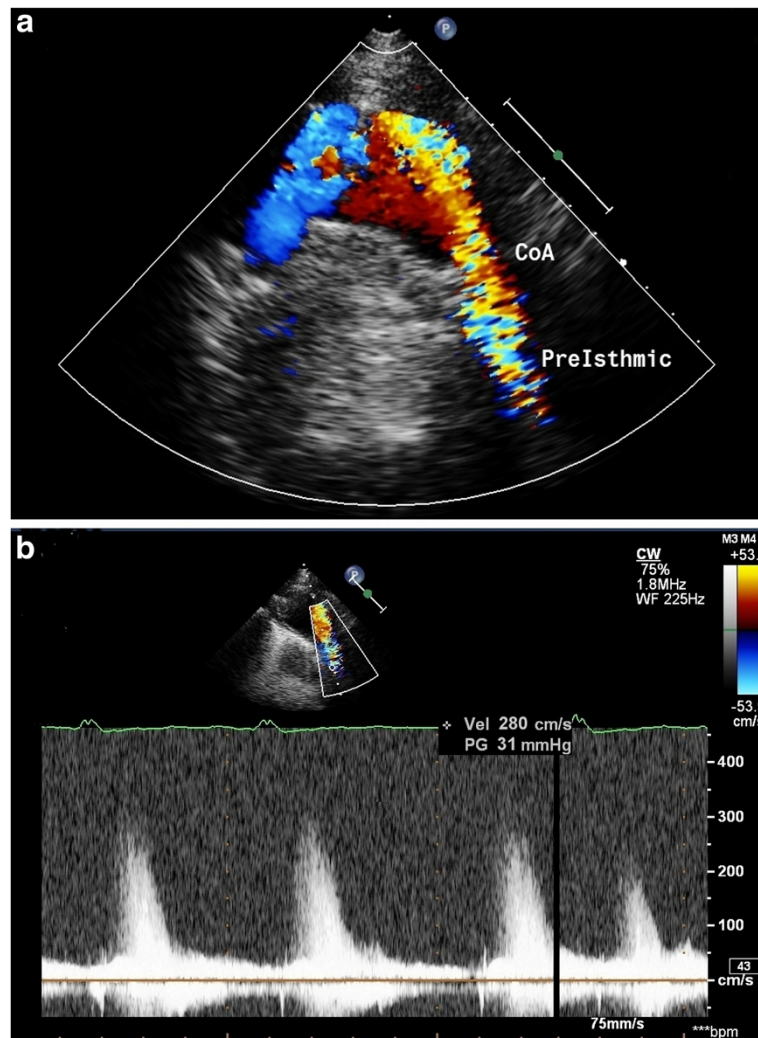 a
P
CoA
PreIsthmic
b
P
CW
75%
1.8MHz
WF 225Hz
M3 M4
+53.
-53.
cm/s
Vel 280 cm/s
PG 31 mmHg
400
300
200
100
43
cm/s
75mm/s
***bpm